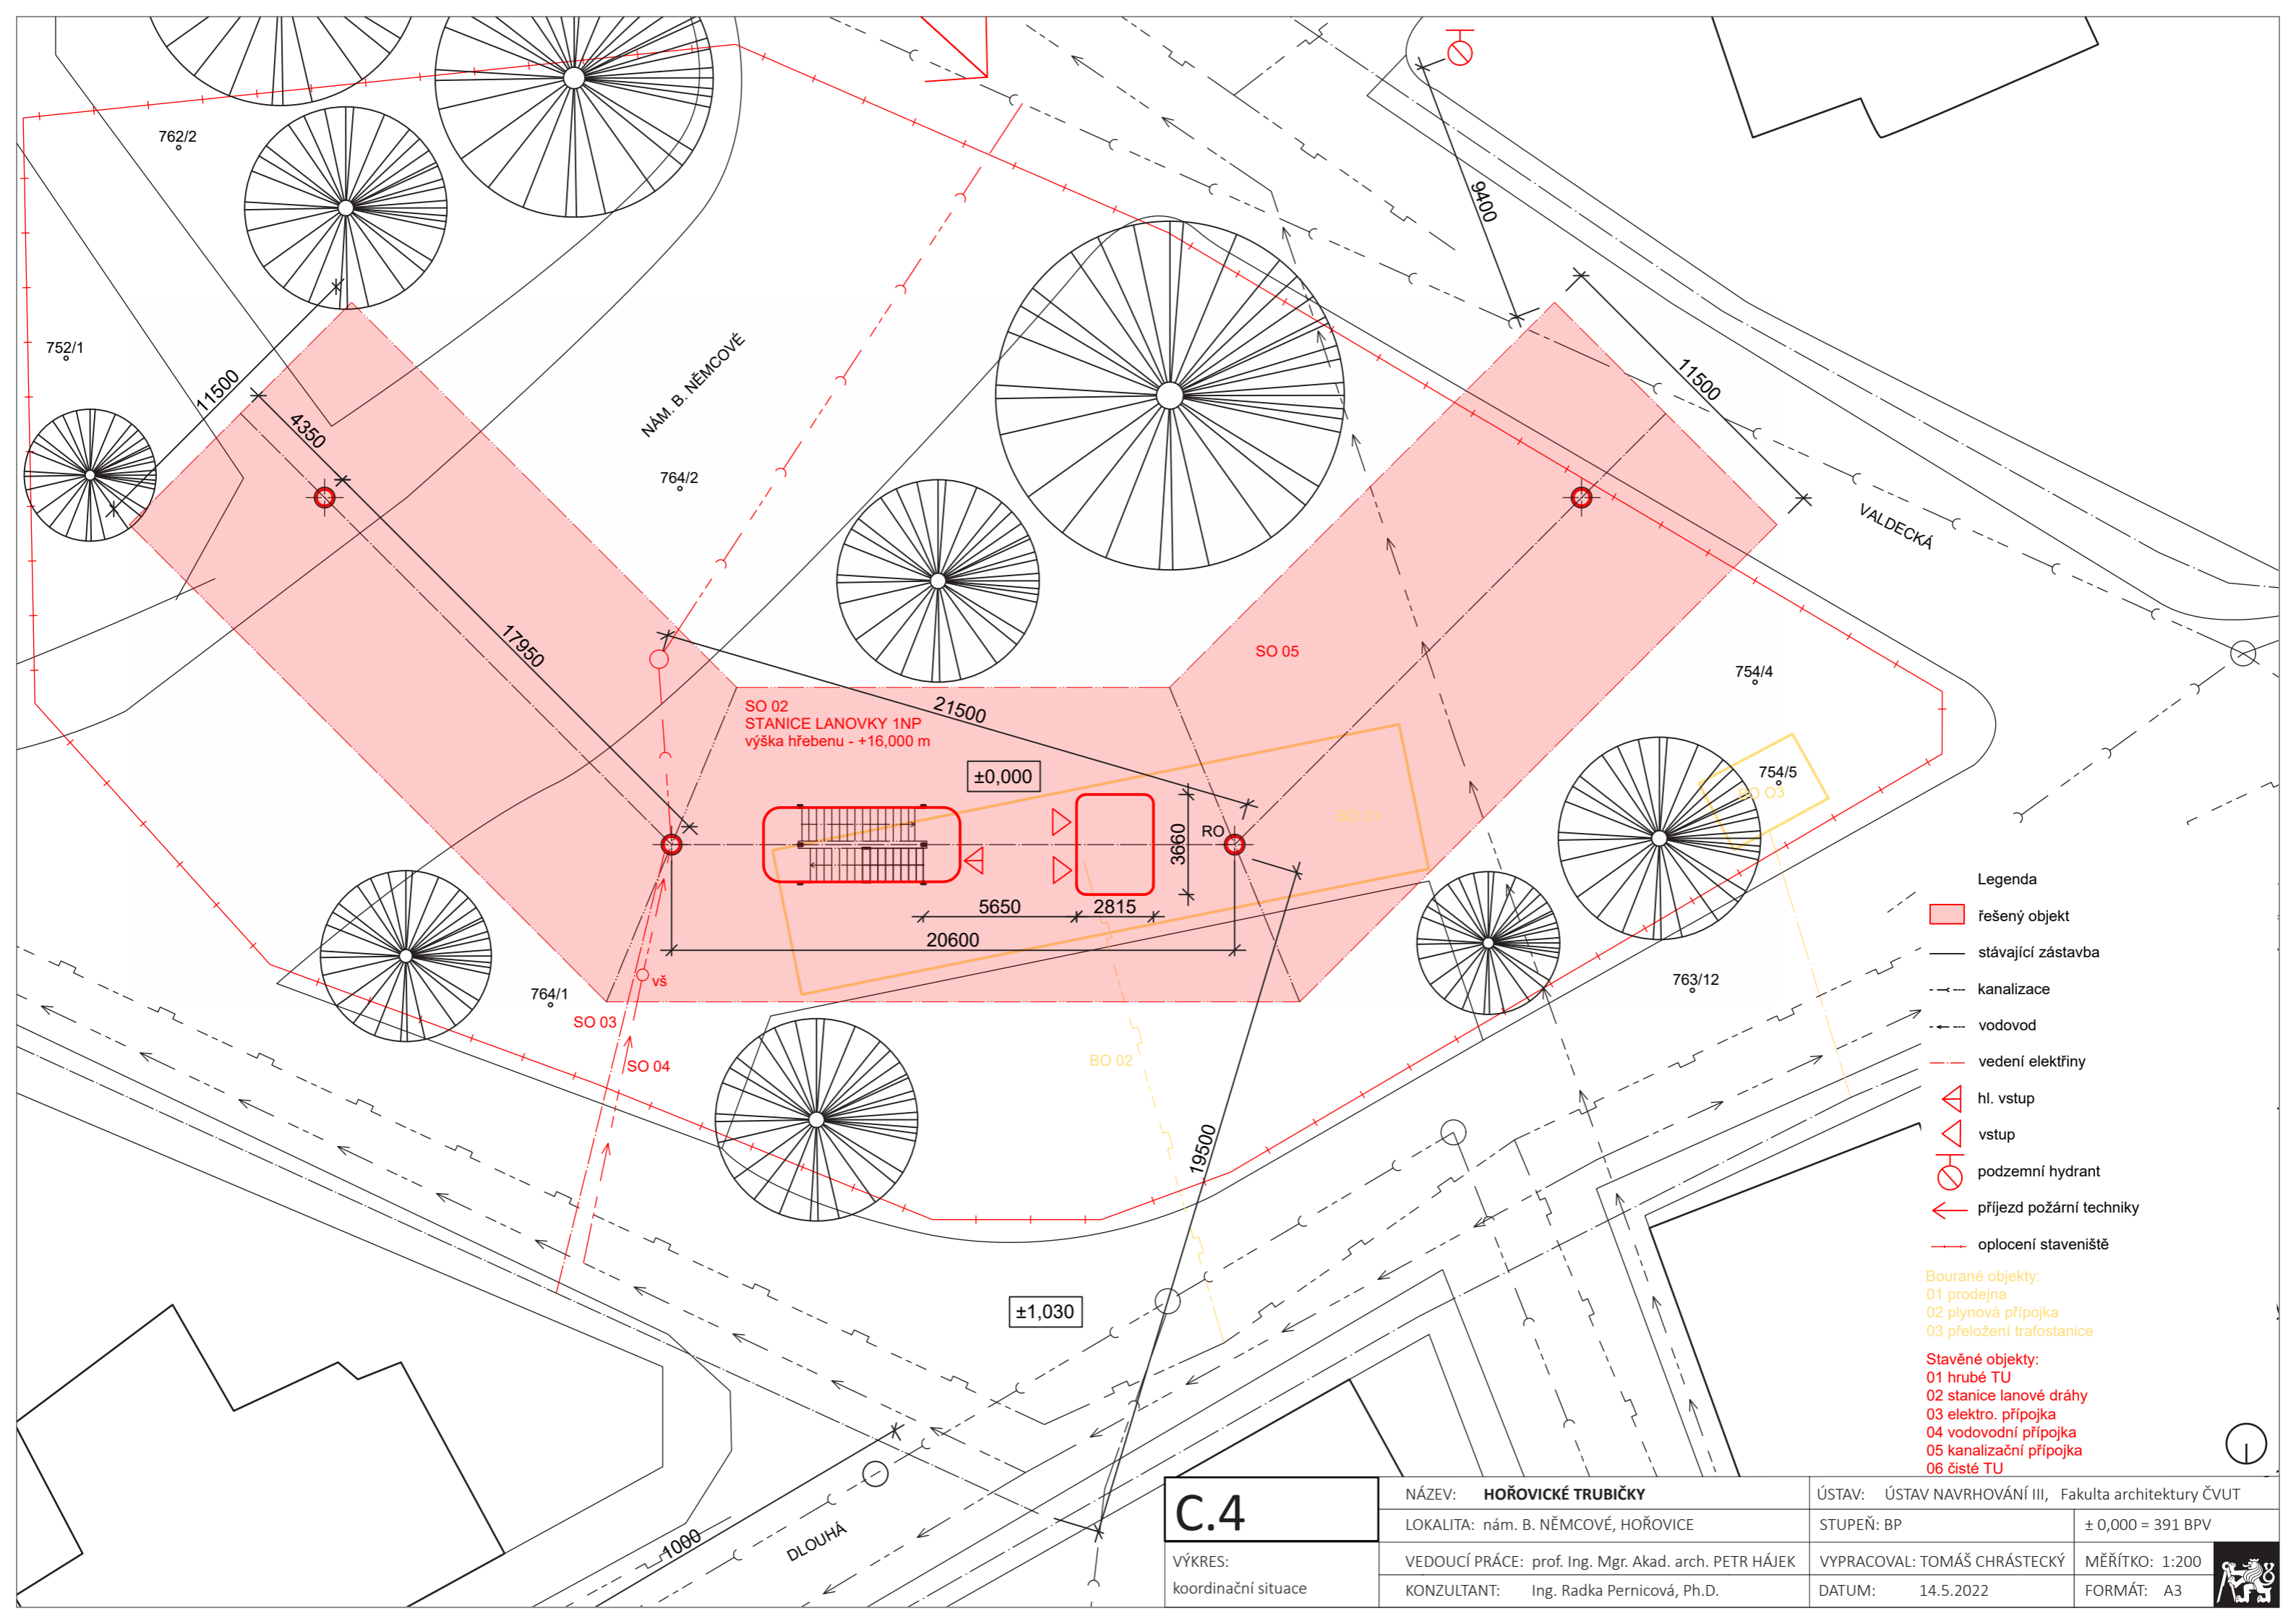 762/2
9400
752/1
11500
4350
NÁM. B. NĚMCOVÉ
764/2
11500
VALDECKÁ
17950
SO 05
754/4
SO 02
STANICE LANOVKY 1NP
výška hřebenu - +16,000 m
21500
±0,000
754/5
BO O3
RO
3660
5650
2815
20600
vš
764/1
763/12
SO 03
SO 04
BO 02
19500
±1,030
1000
DLOUHÁ
Legenda
řešený objekt
stávající zástavba
kanalizace
vodovod
vedení elektřiny
hl. vstup
vstup
podzemní hydrant
příjezd požární techniky
oplocení staveniště
Bourané objekty:
01 prodejna
02 plynová přípojka
03 přeložení trafostanice
Stavěné objekty:
01 hrubé TU
02 stanice lanové dráhy
03 elektro. přípojka
04 vodovodní přípojka
05 kanalizační přípojka
06 čisté TU
C.4
VÝKRES:
koordinační situace
NÁZEV: HOŘOVICKÉ TRUBIČKY
ÚSTAV: ÚSTAV NAVRHOVÁNÍ III, Fakulta architektury ČVUT
LOKALITA: nám. B. NĚMCOVÉ, HOŘOVICE
STUPEŇ: BP
± 0,000 = 391 BPV
VEDOUCÍ PRÁCE: prof. Ing. Mgr. Akad. arch. PETR HÁJEK
VYPRACOVAL: TOMÁŠ CHRÁSTECKÝ
MĚŘÍTKO: 1:200
KONZULTANT: Ing. Radka Pernicová, Ph.D.
DATUM: 14.5.2022
FORMÁT: A3